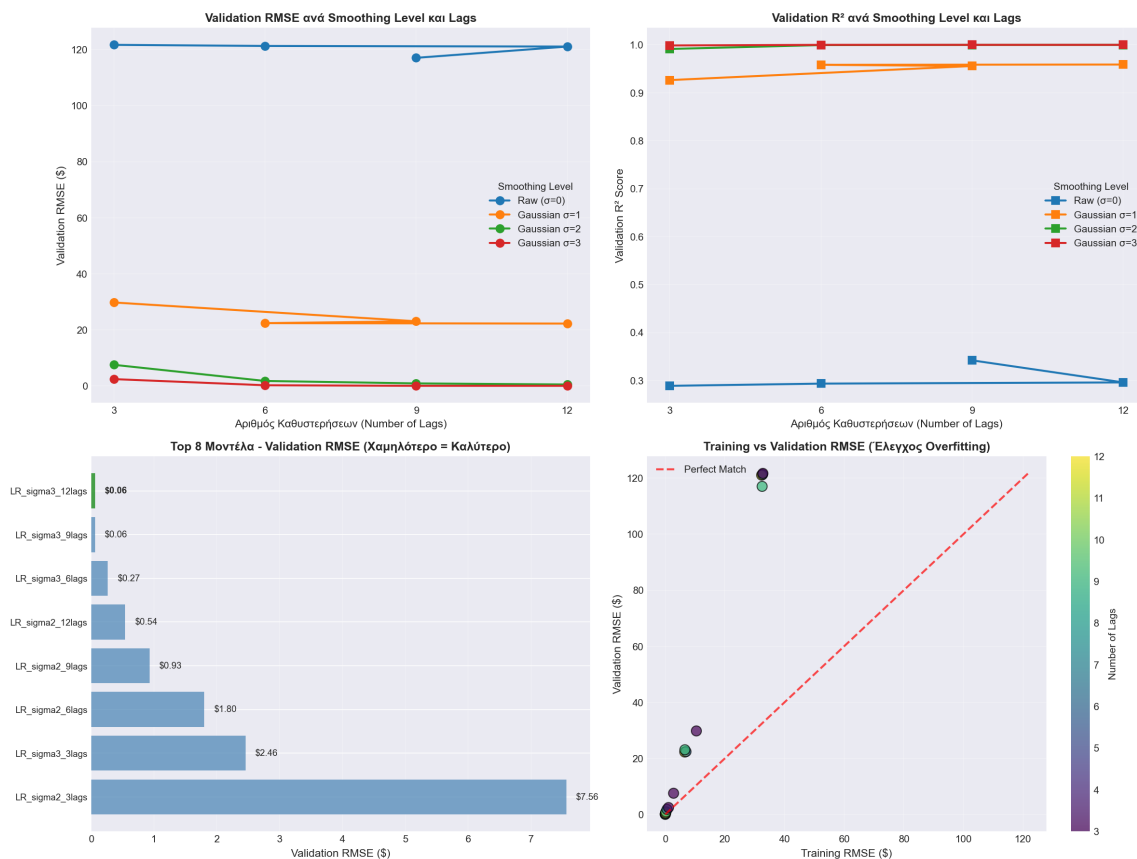 Validation RMSE ανά Smoothing Level και Lags
Validation RMSE ($)
120
100
80
60
40
20
0
3
6
9
12
Αριθμός Καθυστερήσεων (Number of Lags)
Smoothing Level
Raw (σ=0)
Gaussian σ=1
Gaussian σ=2
Gaussian σ=3
Validation R² ανά Smoothing Level και Lags
Validation R² Score
1.0
0.9
0.8
0.7
0.6
0.5
0.4
0.3
3
6
9
12
Αριθμός Καθυστερήσεων (Number of Lags)
Smoothing Level
Raw (σ=0)
Gaussian σ=1
Gaussian σ=2
Gaussian σ=3
Top 8 Μοντέλα - Validation RMSE (Χαμηλότερο = Καλύτερο)
LR_sigma3_12lags
$0.06
LR_sigma3_9lags
$0.06
LR_sigma3_6lags
$0.27
LR_sigma2_12lags
$0.54
LR_sigma2_9lags
$0.93
LR_sigma2_6lags
$1.80
LR_sigma3_3lags
$2.46
LR_sigma2_3lags
$7.56
0
1
2
3
4
5
6
7
Validation RMSE ($)
Training vs Validation RMSE (Έλεγχος Overfitting)
Perfect Match
Validation RMSE ($)
120
100
80
60
40
20
0
0
20
40
60
80
100
120
Training RMSE ($)
12
11
10
9
8
7
6
5
4
3
Number of Lags